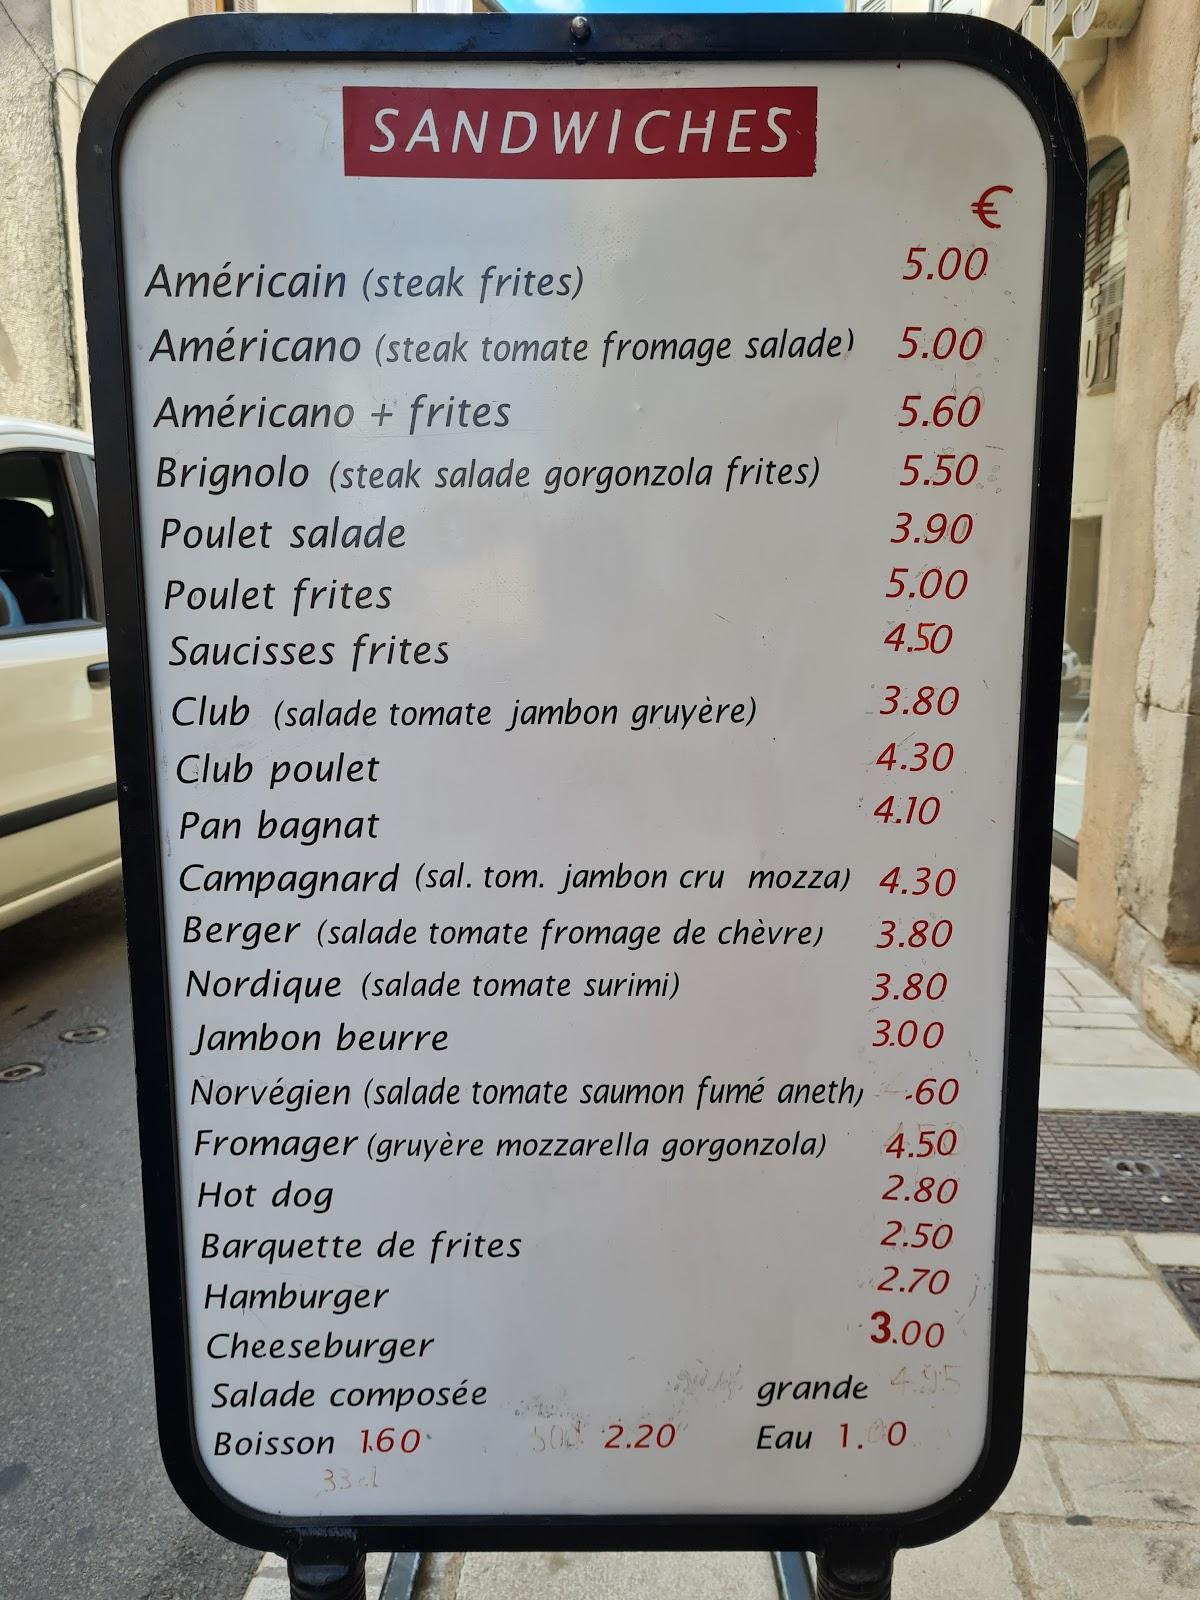 SANDWICHES
€
Américain (steak frites) 5.00
Américano (steak tomate fromage salade) 5.00
Américano + frites 5.60
Brignolo (steak salade gorgonzola frites) 5.50
Poulet salade 3.90
Poulet frites 5.00
Saucisses frites 4.50
Club (salade tomate jambon gruyère) 3.80
Club poulet 4.30
Pan bagnat 4.10
Campagnard (sal. tom. jambon cru mozza) 4.30
Berger (salade tomate fromage de chèvre) 3.80
Nordique (salade tomate surimi) 3.80
Jambon beurre 3.00
Norvégien (salade tomate saumon fumé aneth) .60
Fromager (gruyère mozzarella gorgonzola) 4.50
Hot dog 2.80
Barquette de frites 2.50
Hamburger 2.70
Cheeseburger 3.00
Salade composée grande 4.95
Boisson 1.60 50cl 2.20 Eau 1. 0
33cl